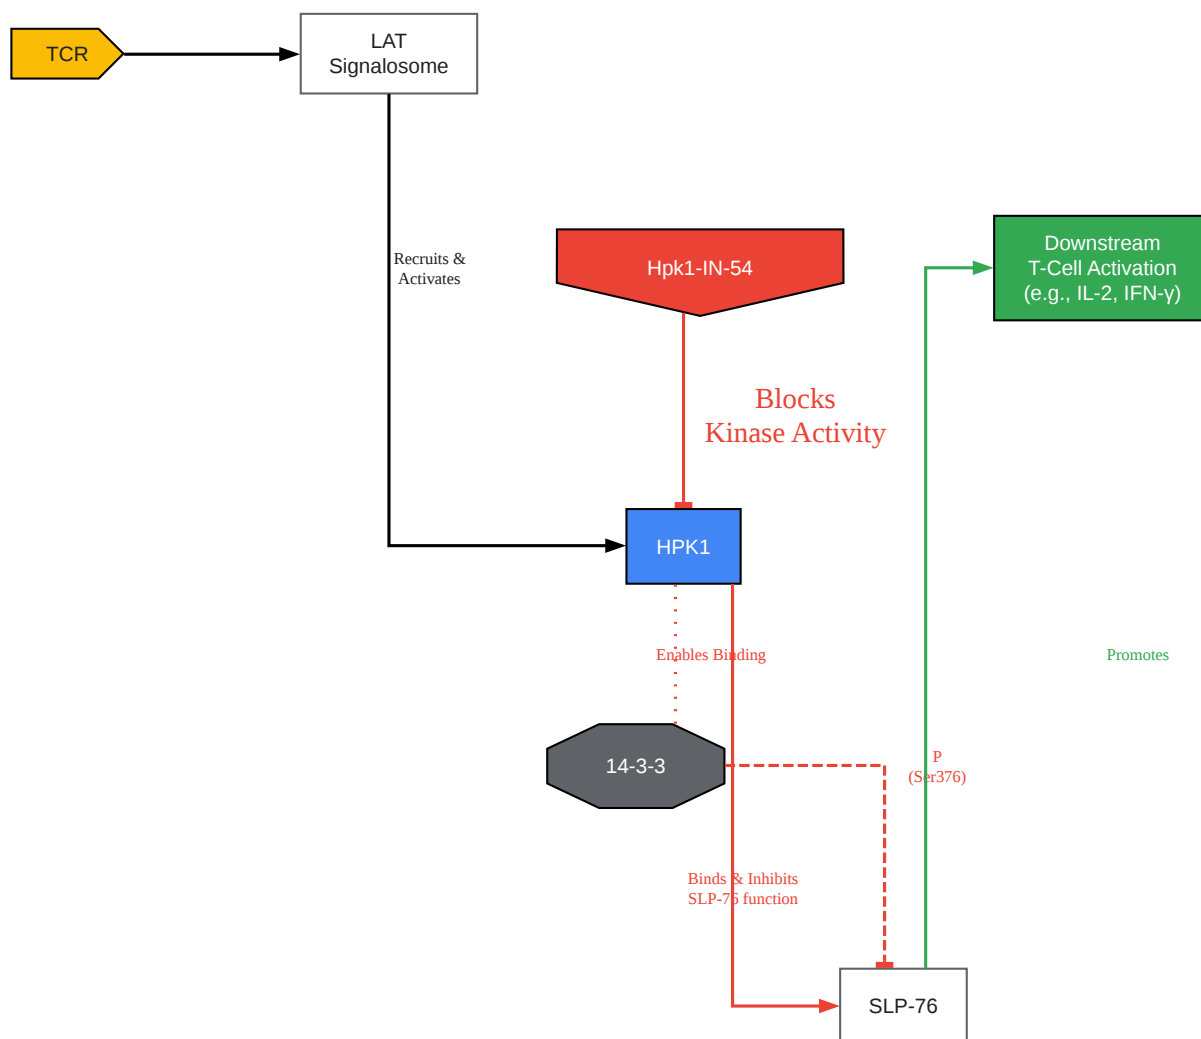 TCR
LAT
Signalosome
Recruits &
Activates
Hpk1-IN-54
Downstream
T-Cell Activation
(e.g., IL-2, IFN-γ)
Blocks
Kinase Activity
HPK1
Enables Binding
Promotes
14-3-3
P
(Ser376)
Binds & Inhibits
SLP-76 function
SLP-76